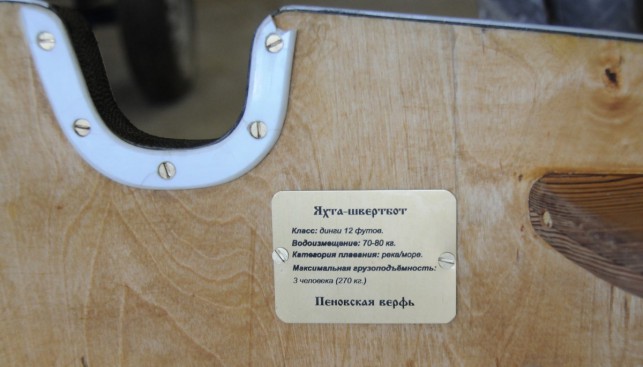 Яхта-швертбот
Класс: динги 12 футов.
Водоизмещание: 70-80 кг.
Категория плавания: река/море.
Максимальная грузоподъёмность:
3 человека (270 кг.)
Пеновская верфь